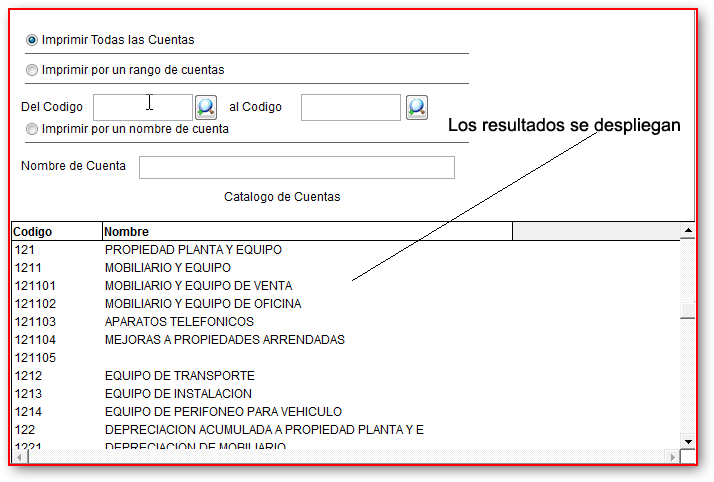 Imprimir Todas las Cuentas
Imprimir por un rango de cuentas
Del Codigo al Codigo
Imprimir por un nombre de cuenta
Los resultados se despliegan
Nombre de Cuenta
Catalogo de Cuentas
Codigo Nombre
121 PROPIEDAD PLANTA Y EQUIPO
1211 MOBILIARIO Y EQUIPO
121101 MOBILIARIO Y EQUIPO DE VENTA
121102 MOBILIARIO Y EQUIPO DE OFICINA
121103 APARATOS TELEFONICOS
121104 MEJORAS A PROPIEDADES ARRENDADAS
121105
1212 EQUIPO DE TRANSPORTE
1213 EQUIPO DE INSTALACION
1214 EQUIPO DE PERIFONEO PARA VEHICULO
122 DEPRECIACION ACUMULADA A PROPIEDAD PLANTA Y E
1221 DEPRECIACION DE MOBILIARIO